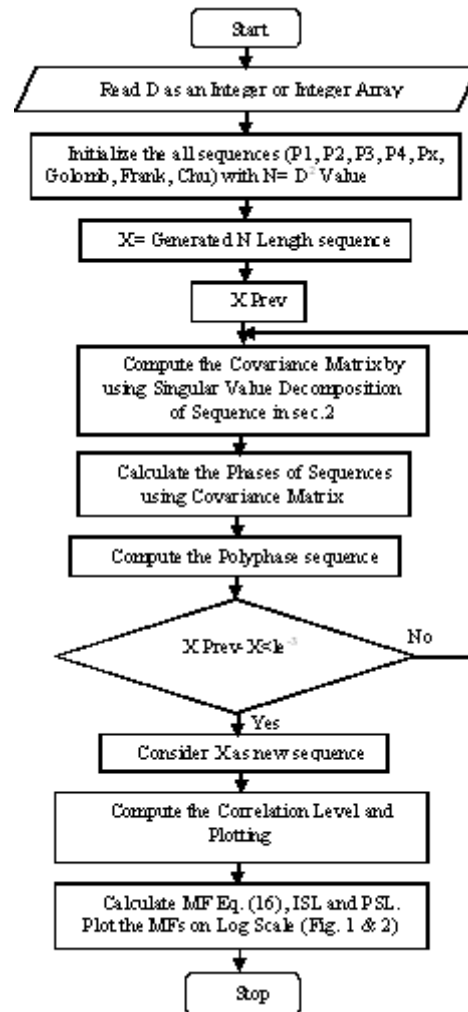 Start
Read D as an Integer or Integer Array
Initialize the all sequences (P1, P2, P3, P4, Px,
Golomb, Frank, Chu) with N= D² Value
X= Generated N Length sequence
X Prev
Compute the Covariance Matrix by
using Singular Value Decomposition
of Sequence in sec.2
Calculate the Phases of Sequences
using Covariance Matrix
Compute the Polyphase sequence
X Prev- X<1e
No
Yes
Consider X as new sequence
Compute the Correlation Level and
Plotting
Calculate MF Eq. (16), ISL and PSL.
Plot the MFs on Log Scale (Fig. 1 & 2)
Stop